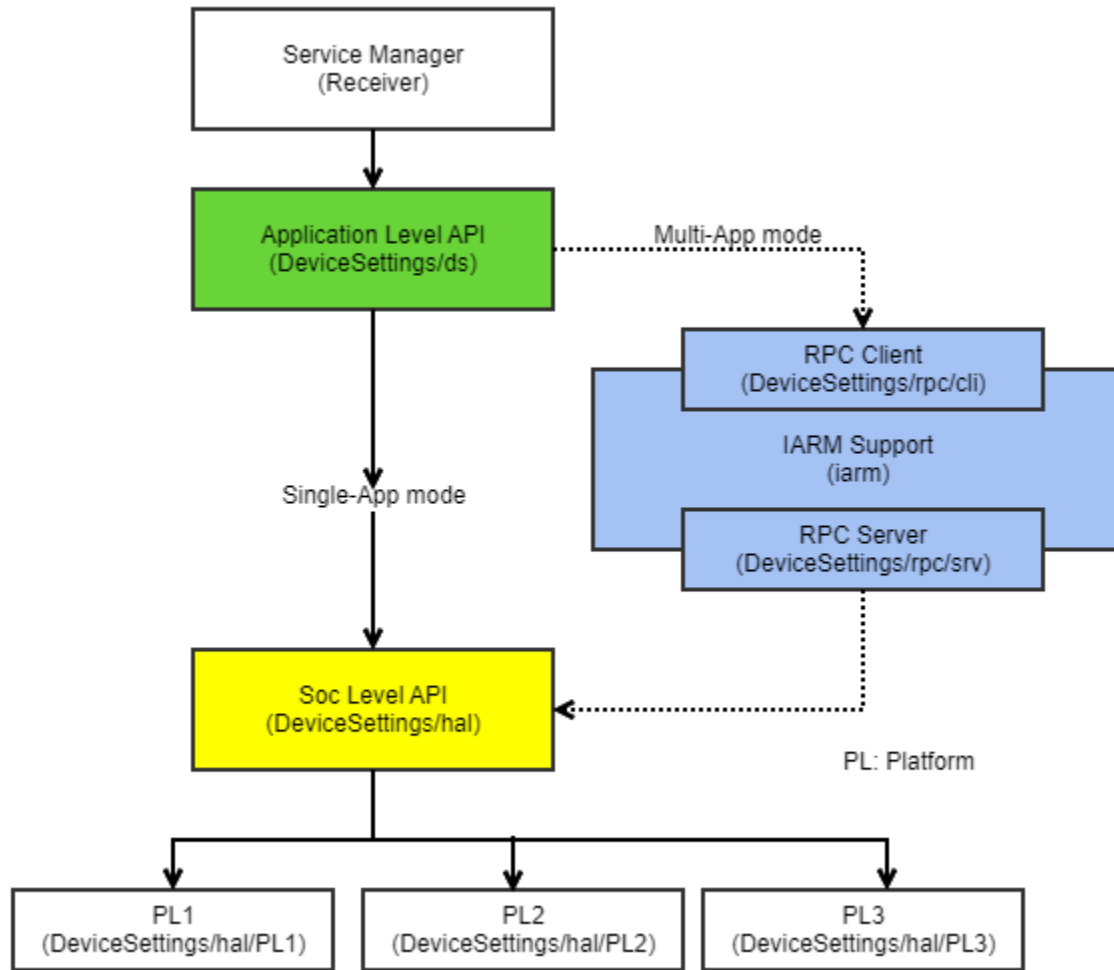 Service Manager
(Receiver)
Application Level API
(DeviceSettings/ds)
Multi-App mode
RPC Client
(DeviceSettings/rpc/cli)
IARM Support
(iarm)
Single-App mode
RPC Server
(DeviceSettings/rpc/srv)
Soc Level API
(DeviceSettings/hal)
PL: Platform
PL1
(DeviceSettings/hal/PL1)
PL2
(DeviceSettings/hal/PL2)
PL3
(DeviceSettings/hal/PL3)